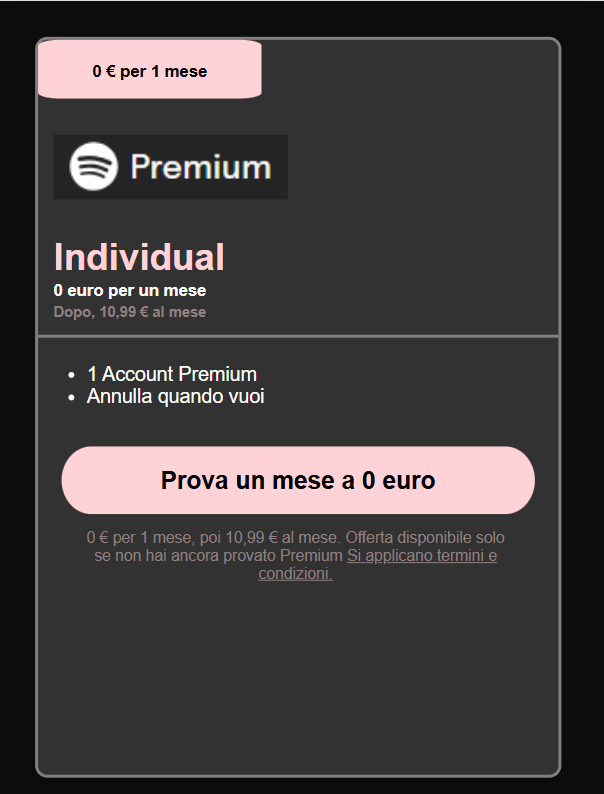 0 € per 1 mese
Premium
Individual
0 euro per un mese
Dopo, 10,99 € al mese
1 Account Premium
Annulla quando vuoi
Prova un mese a 0 euro
0 € per 1 mese, poi 10,99 € al mese. Offerta disponibile solo
se non hai ancora provato Premium Si applicano termini e
condizioni.